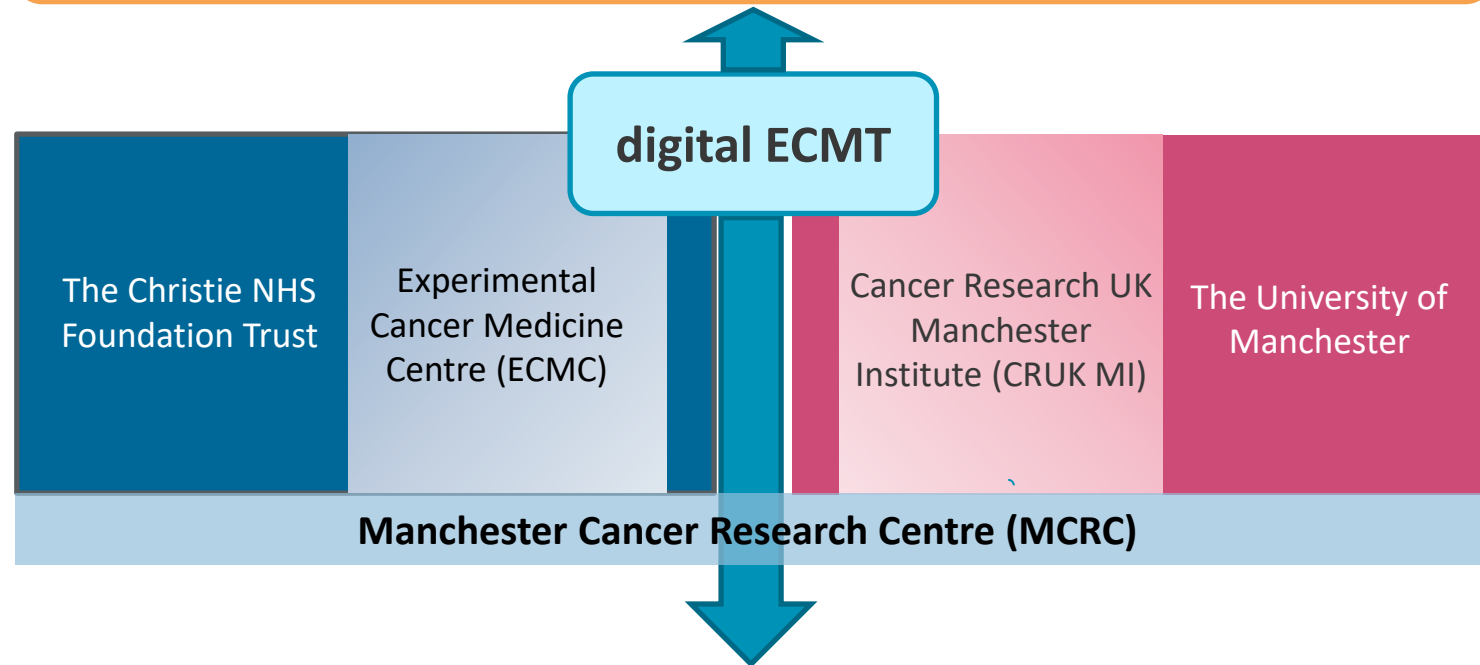 digital ECMT
The Christie NHS
Foundation Trust
Experimental
Cancer Medicine
Centre (ECMC)
Cancer Research UK
Manchester
Institute (CRUK MI)
The University of
Manchester
Manchester Cancer Research Centre (MCRC)